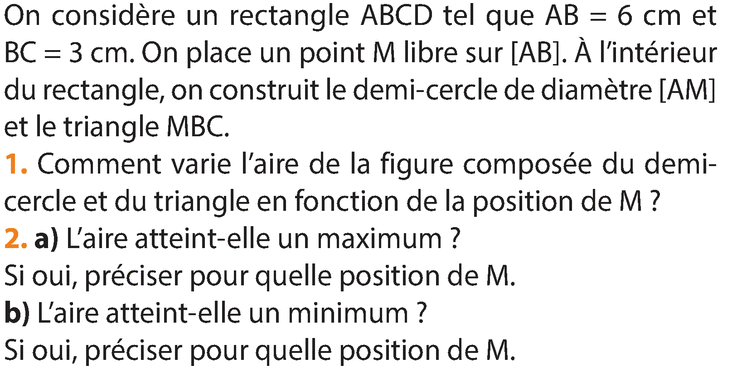 On considère un rectangle ABCD tel que AB = 6 cm et
BC = 3 cm. On place un point M libre sur [AB]. À l’intérieur
du rectangle, on construit le demi-cercle de diamètre [AM]
et le triangle MBC.
1. Comment varie l’aire de la figure composée du demi-
cercle et du triangle en fonction de la position de M ?
2. a) L’aire atteint-elle un maximum ?
Si oui, préciser pour quelle position de M.
b) L’aire atteint-elle un minimum ?
Si oui, préciser pour quelle position de M.